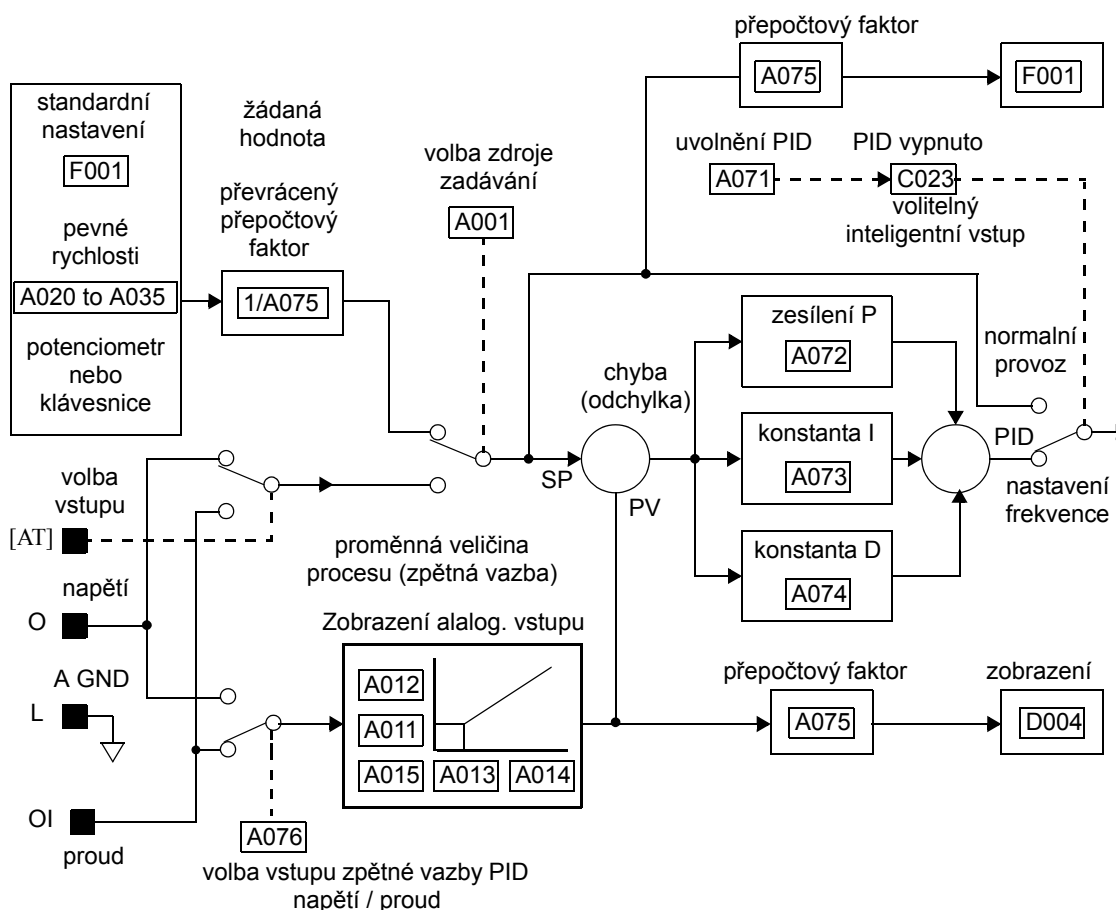 přepočtový faktor
A075
F001
standardní
nastavení
F001
pevné
rychlosti
A020 to A035
potenciometr
nebo
klávesnice
žádaná
hodnota
převrácený
přepočtový
faktor
1/A075
volba zdroje
zadávání
A001
uvolnění PID
A071
PID vypnuto
C023
volitelný
inteligentní vstup
zesílení P
A072
konstanta I
A073
konstanta D
A074
chyba
(odchylka)
SP
PV
normalní
provoz
PID
nastavení
frekvence
volba
vstupu
[AT]
napětí
O
A GND
L
OI
proud
proměnná veličina
procesu (zpětná vazba)
Zobrazení alalog. vstupu
A012
A011
A015
A013
A014
A076
volba vstupu zpětné vazby PID
napětí / proud
přepočtový faktor
A075
zobrazení
D004